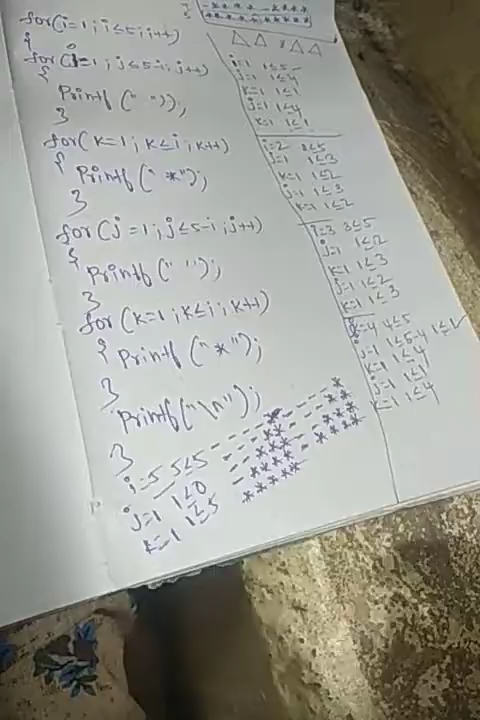 for(i=1; i≤5; i++)
{
for(j=1; j≤5-i; j++)
{
Printf(" ");
}
for(k=1; k≤i; k++)
{
Printf("*");
}
for(j=1; j≤5-i; j++)
{
Printf(" ");
}
for(k=1; k≤i; k++)
{
Printf("*");
}
Printf("\n");
}
i=5 5≤5
j=1 1≤0
k=1 1≤5
i=1 1≤5
j=1 1≤4
k=1 1≤1
j=1 1≤4
k=1 1≤1
i=2 2≤5
j=1 1≤3
k=1 1≤2
j=1 1≤3
k=1 1≤2
i=3 3≤5
j=1 1≤2
k=1 1≤3
j=1 1≤2
k=1 1≤3
4 4≤5
j=1 1≤5-4 1≤1
k=1 1≤4
j=1 1≤1
k=1 1≤4